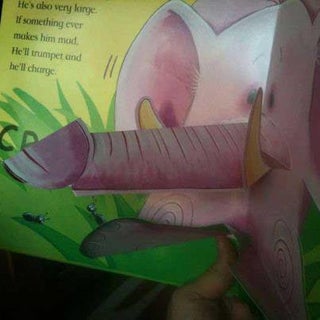 He's also very large.
If something ever
makes him mad,
He'll trumpet and
he'll charge.